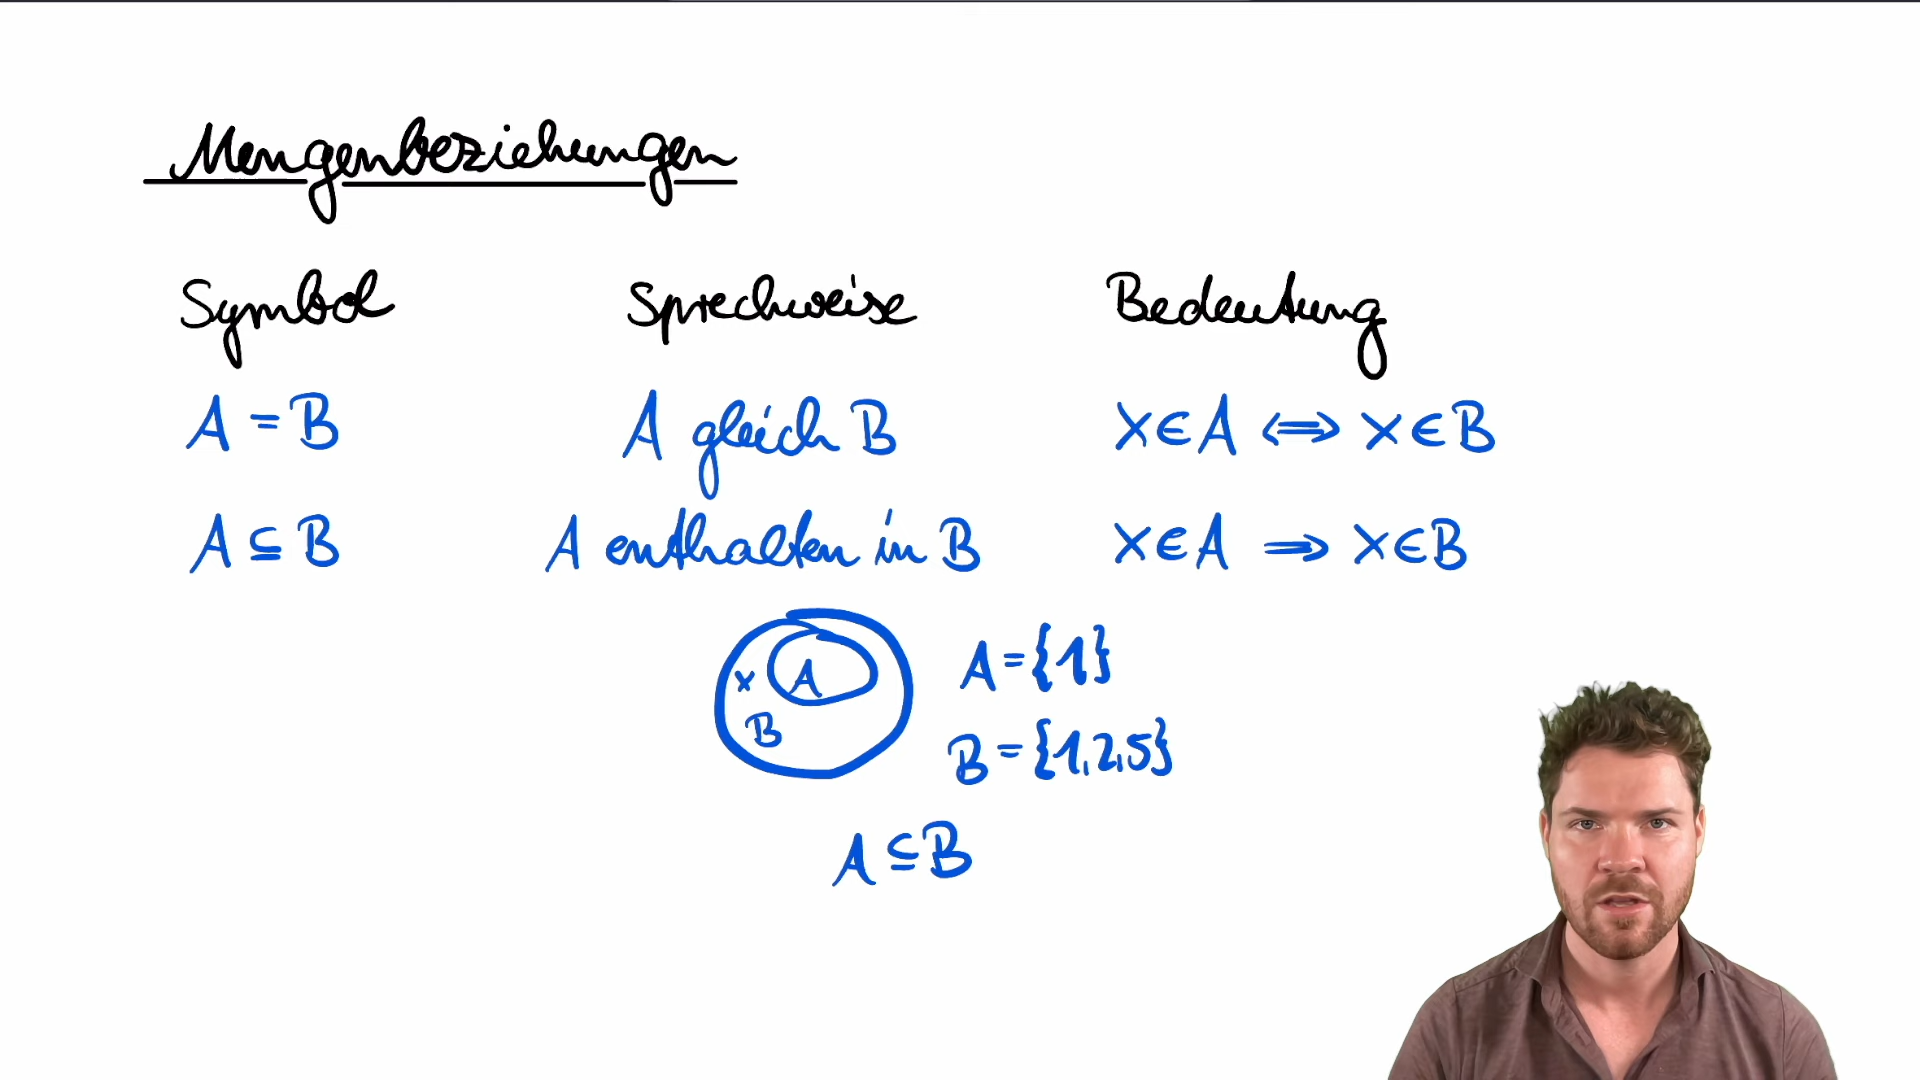 Mengenbeziehungen
Symbol Sprechweise Bedeutung
A = B A gleich B x∈A ⟺ x∈B
A ⊆ B A enthalten in B x∈A ⟹ x∈B
A = {1}
x A
B
B = {1,2,5}
A ⊆ B